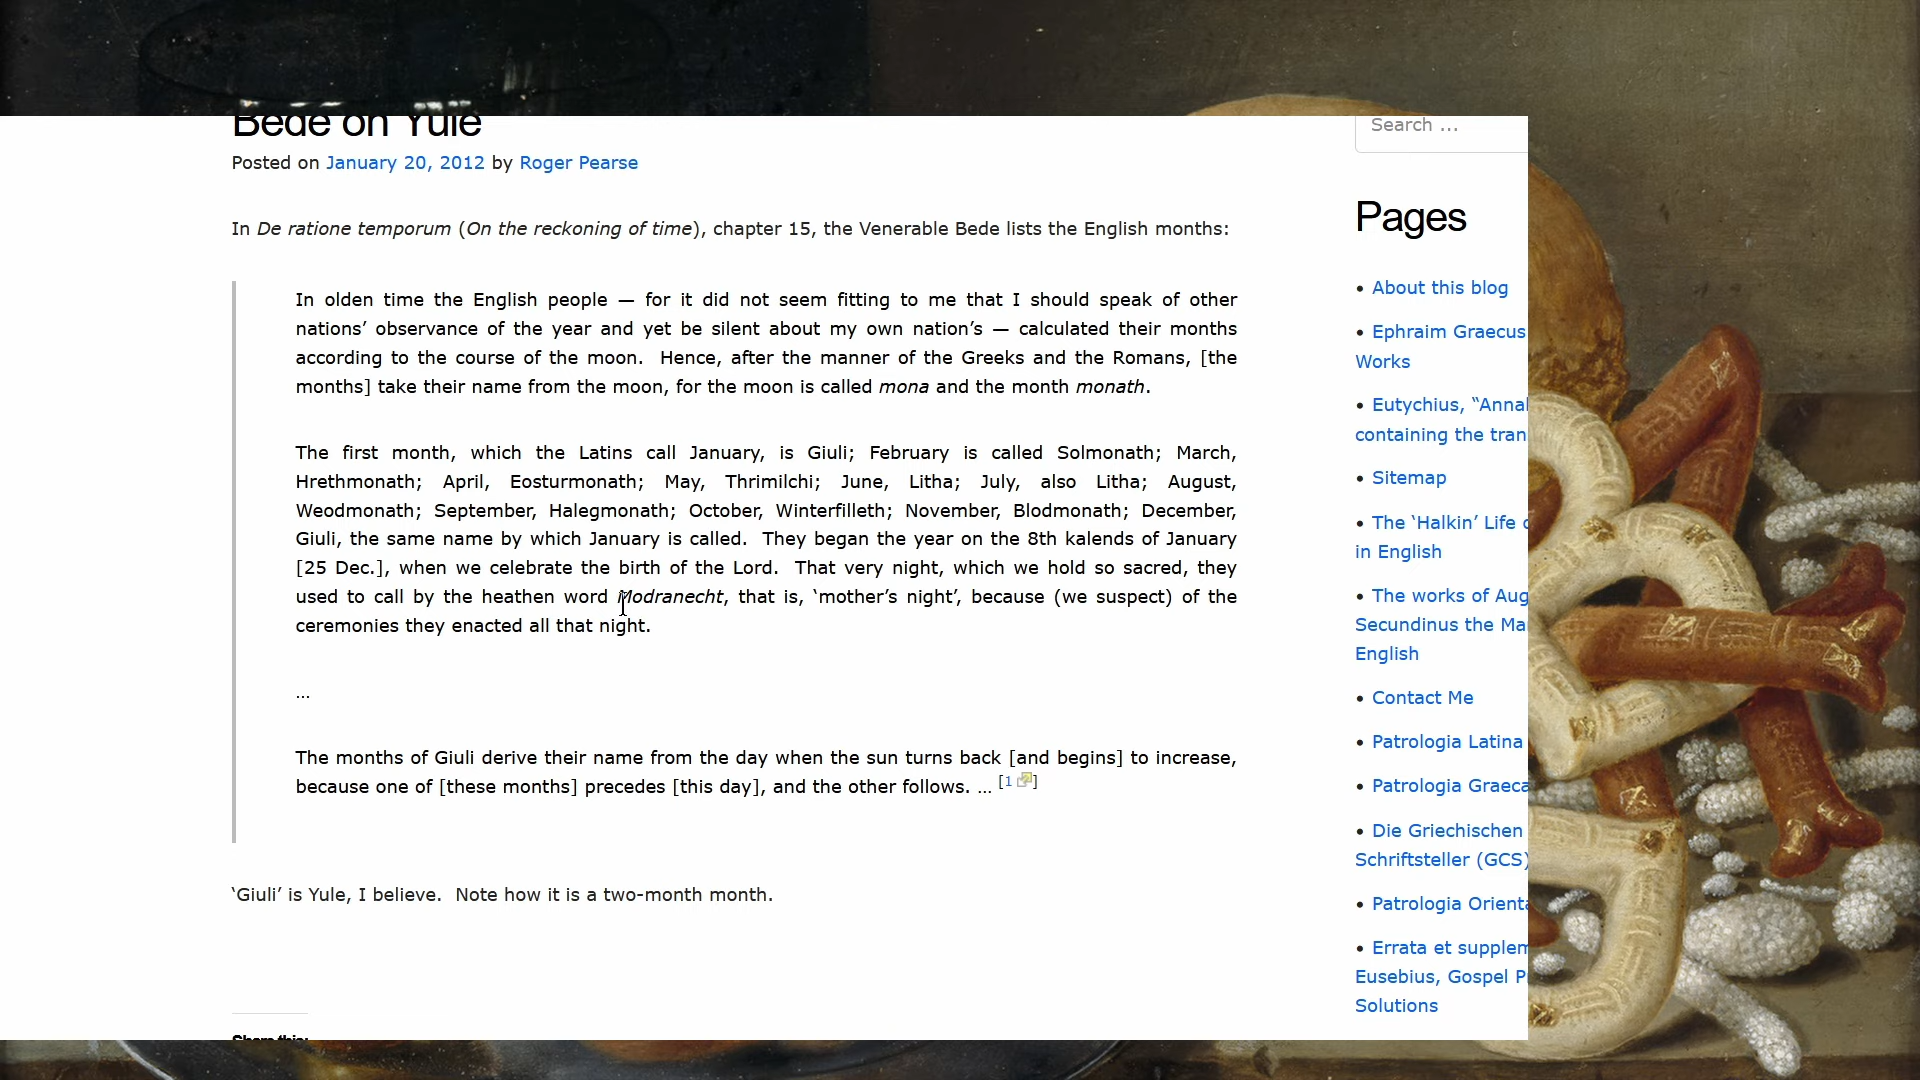 Bede on Yule
Posted on January 20, 2012 by Roger Pearse
In De ratione temporum (On the reckoning of time), chapter 15, the Venerable Bede lists the English months:
In olden time the English people — for it did not seem fitting to me that I should speak of other
nations’ observance of the year and yet be silent about my own nation’s — calculated their months
according to the course of the moon.  Hence, after the manner of the Greeks and the Romans, [the
months] take their name from the moon, for the moon is called mona and the month monath.
The first month, which the Latins call January, is Giuli; February is called Solmonath; March,
Hrethmonath; April, Eosturmonath; May, Thrimilchi; June, Litha; July, also Litha; August,
Weodmonath; September, Halegmonath; October, Winterfilleth; November, Blodmonath; December,
Giuli, the same name by which January is called.  They began the year on the 8th kalends of January
[25 Dec.], when we celebrate the birth of the Lord.  That very night, which we hold so sacred, they
used to call by the heathen word Modranecht, that is, ‘mother’s night’, because (we suspect) of the
ceremonies they enacted all that night.
…
The months of Giuli derive their name from the day when the sun turns back [and begins] to increase,
because one of [these months] precedes [this day], and the other follows. … [1]
‘Giuli’ is Yule, I believe.  Note how it is a two-month month.
Share this:
Search ...
Pages
• About this blog
• Ephraim Graecus
Works
• Eutychius, “Annal
containing the tran
• Sitemap
• The ‘Halkin’ Life
in English
• The works of Aug
Secundinus the Ma
English
• Contact Me
• Patrologia Latina
• Patrologia Graeca
• Die Griechischen
Schriftsteller (GCS)
• Patrologia Orienta
• Errata et supplem
Eusebius, Gospel P
Solutions